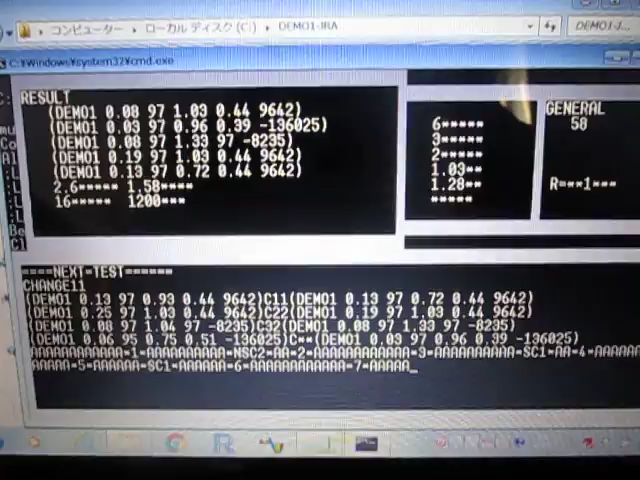 コンピューター ▸ ローカル ディスク (C:) ▸ DEMO1-JRA
DEMO1-J...
C:¥Windows¥system32¥cmd.exe
RESULT
(DEMO1 0.08 97 1.03 0.44 9642)
(DEMO1 0.03 97 0.96 0.39 -136025)
(DEMO1 0.08 97 1.33 97 -8235)
(DEMO1 0.19 97 1.03 0.44 9642)
(DEMO1 0.13 97 0.72 0.44 9642)
2.6***** 1.58****
16***** 1200***
6*****
3*****
2*****
1.03**
1.28**
*****
GENERAL
58
R=**1***
====NEXT=TEST======
CHANGE11
(DEMO1 0.13 97 0.93 0.44 9642)C11(DEMO1 0.13 97 0.72 0.44 9642)
(DEMO1 0.25 97 1.03 0.44 9642)C22(DEMO1 0.19 97 1.03 0.44 9642)
(DEMO1 0.08 97 1.04 97 -8235)C32(DEMO1 0.08 97 1.33 97 -8235)
(DEMO1 0.06 95 0.75 0.51 -136025)C**(DEMO1 0.03 97 0.96 0.39 -136025)
AAAAAAAAAAAA=1=AAAAAAAAAAA=NSC2=AA=2=AAAAAAAAAAAA=3=AAAAAAAAAA=SC1=AA=4=AAAAAA
AAAAA=5=AAAAAA=SC1=AAAAAA=6=AAAAAAAAAAAA=7=AAAAA_